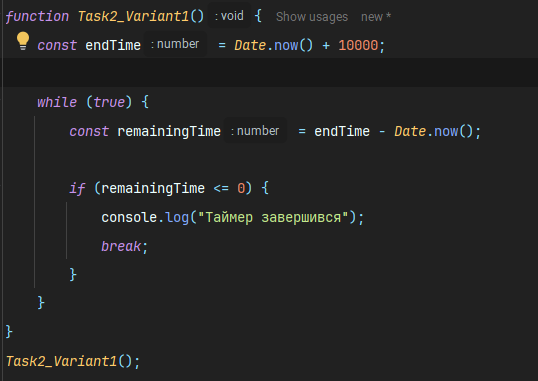 function Task2_Variant1() : void { Show usages new *
const endTime : number = Date.now() + 10000;
while (true) {
const remainingTime : number = endTime - Date.now();
if (remainingTime <= 0) {
console.log("Таймер завершився");
break;
}
}
}
Task2_Variant1();